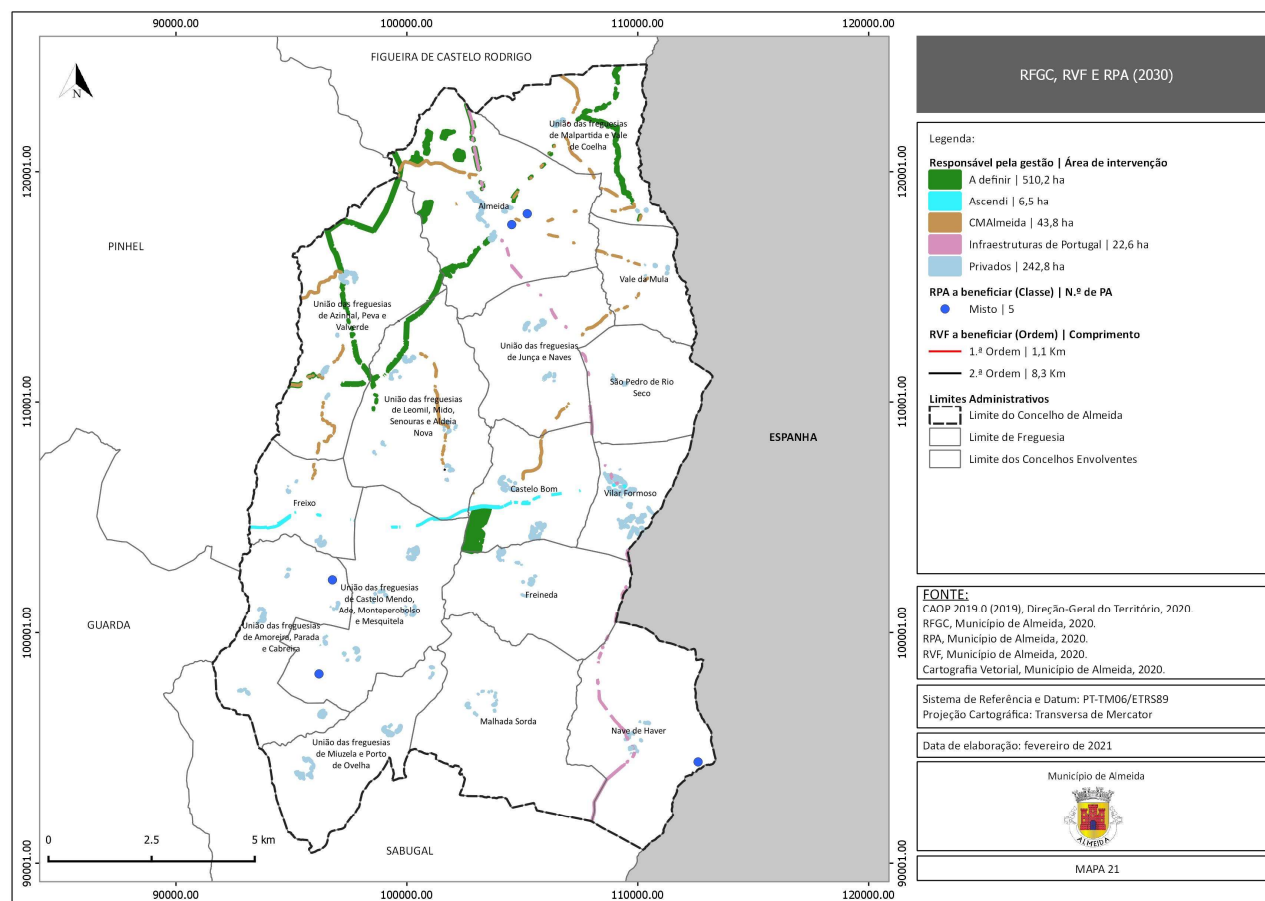 90000.00
100000.00
110000.00
120000.00
FIGUEIRA DE CASTELO RODRIGO
N
União das freguesias
de Malpartida e Vale
de Coelha
120001.00
120001.00
Almeida
PINHEL
Vale da Mula
União das freguesias
de Azinhal, Peva e
Valverde
União das freguesias
de Junça e Naves
São Pedro de Rio
Seco
110001.00
110001.00
União das freguesias
de Leomil, Mido,
Senouras e Aldeia
Nova
ESPANHA
Castelo Bom
Vilar Formoso
Freixo
União das freguesias
de Castelo Mendo,
Ade, Monteperobolso
e Mesquitela
Freineda
100001.00
100001.00
GUARDA
União das freguesias
de Amoreira, Parada
e Cabreira
Malhada Sorda
Nave de Haver
União das freguesias
de Miuzela e Porto
de Ovelha
0
2.5
5 km
SABUGAL
90001.00
90001.00
90000.00
100000.00
110000.00
120000.00
RFGC, RVF E RPA (2030)
Legenda:
Responsável pela gestão | Área de intervenção
A definir | 510,2 ha
Ascendi | 6,5 ha
CMAlmeida | 43,8 ha
Infraestruturas de Portugal | 22,6 ha
Privados | 242,8 ha
RPA a beneficiar (Classe) | N.º de PA
Misto | 5
RVF a beneficiar (Ordem) | Comprimento
1.ª Ordem | 1,1 Km
2.ª Ordem | 8,3 Km
Limites Administrativos
Limite do Concelho de Almeida
Limite de Freguesia
Limite dos Concelhos Envolventes
FONTE:
CAOP 2019.0 (2019), Direção-Geral do Território, 2020.
RFGC, Município de Almeida, 2020.
RPA, Município de Almeida, 2020.
RVF, Município de Almeida, 2020.
Cartografia Vetorial, Município de Almeida, 2020.
Sistema de Referência e Datum: PT-TM06/ETRS89
Projeção Cartográfica: Transversa de Mercator
Data de elaboração: fevereiro de 2021
Município de Almeida
ALMEIDA
MAPA 21